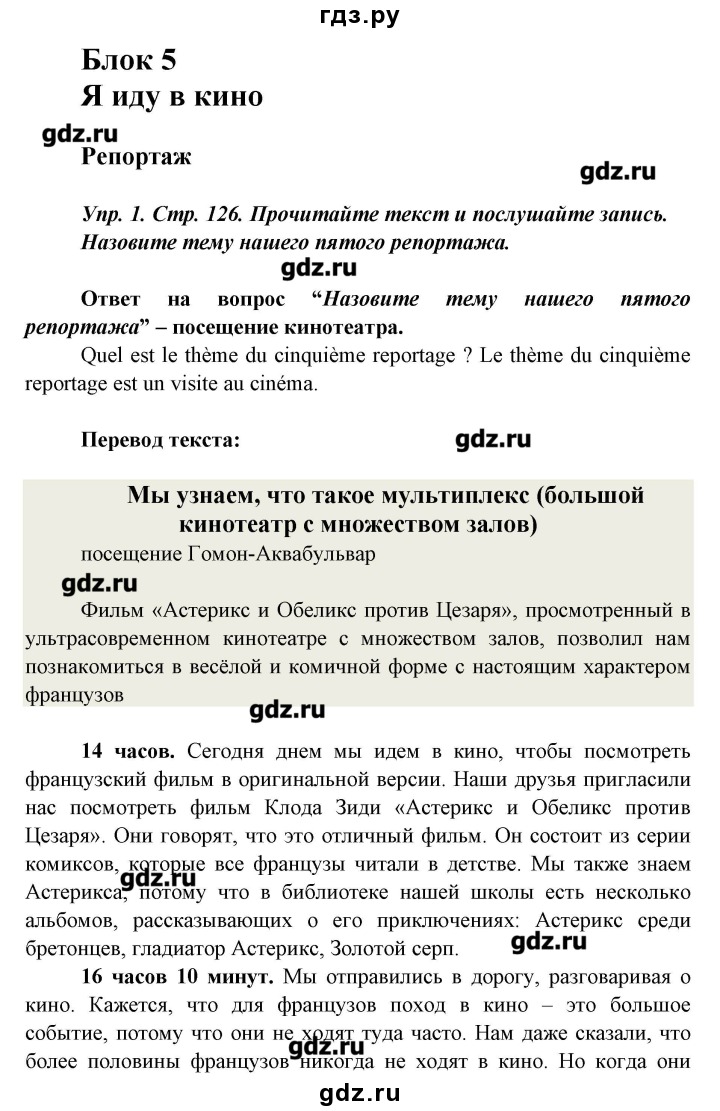 гдз.ру
Блок 5
Я иду в кино
gdz.ru
Репортаж
gdz.ru
Упр. 1. Стр. 126. Прочитайте текст и послушайте запись.
Назовите тему нашего пятого репортажа.
gdz.ru
Ответ на вопрос “Назовите тему нашего пятого
репортажа” – посещение кинотеатра.
Quel est le thème du cinquième reportage ? Le thème du cinquième
reportage est un visite au cinéma.
Перевод текста:
gdz.ru
Мы узнаем, что такое мультиплекс (большой
кинотеатр с множеством залов)
посещение Гомон-Аквабульвар
gdz.ru
Фильм «Астерикс и Обеликс против Цезаря», просмотренный в
ультрасовременном кинотеатре с множеством залов, позволил нам
познакомиться в весёлой и комичной форме с настоящим характером
французов
gdz.ru
14 часов. Сегодня днем мы идем в кино, чтобы посмотреть
французский фильм в оригинальной версии. Наши друзья пригласили
нас посмотреть фильм Клода Зиди «Астерикс и Обеликс против
Цезаря». Они говорят, что это отличный фильм. Он состоит из серии
комиксов, которые все французы читали в детстве. Мы также знаем
gdz.ru
Астерикса, потому что в библиотеке нашей школы есть несколько
альбомов, рассказывающих о его приключениях: Астерикс среди
бретонцев, гладиатор Астерикс, Золотой серп.
gdz.ru
16 часов 10 минут. Мы отправились в дорогу, разговаривая о
кино. Кажется, что для французов поход в кино – это большое
событие, потому что они не ходят туда часто. Нам даже сказали, что
gdz.ru
более половины французов никогда не ходят в кино. Но когда они
gdz.ru